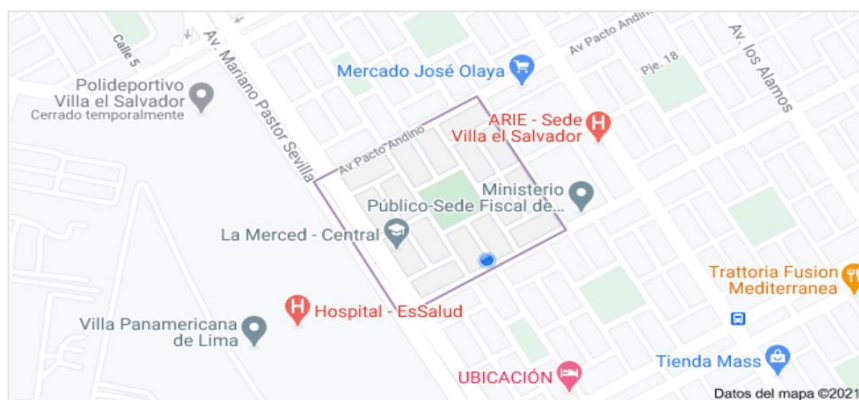 Calle 5
Av. Mariano Pastor Sevilla
Av Pacto Andino
Pje. 18
Av. los Alamos
Mercado José Olaya
Polideportivo
Villa el Salvador
Cerrado temporalmente
ARIE - Sede
Villa el Salvador
Av Pacto Andino
Ministerio
Público-Sede Fiscal de...
La Merced - Central
Trattoria Fusion
Mediterranea
Hospital - EsSalud
Villa Panamericana
de Lima
Tienda Mass
UBICACIÓN
Datos del mapa ©2021